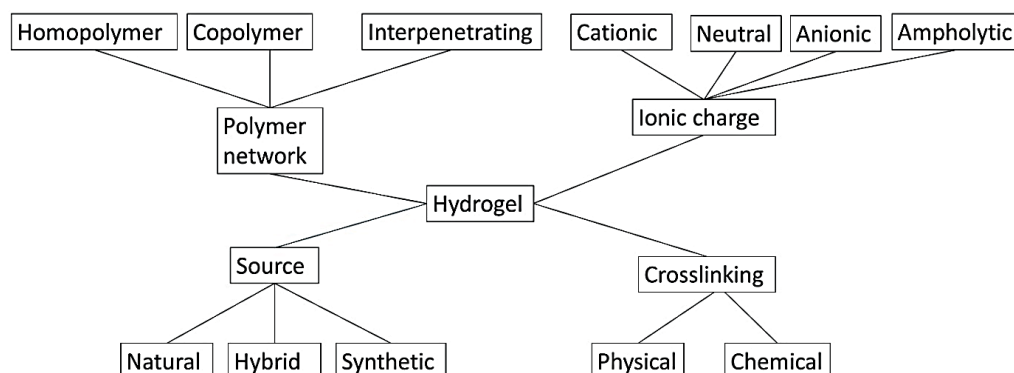 Homopolymer
Copolymer
Interpenetrating
Cationic
Neutral
Anionic
Ampholytic
Polymer
network
Ionic charge
Hydrogel
Source
Crosslinking
Natural
Hybrid
Synthetic
Physical
Chemical